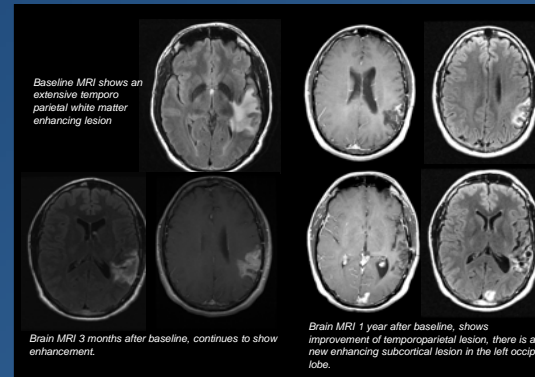 Baseline MRI shows an
extensive temporo
parietal white matter
enhancing lesion
Brain MRI 3 months after baseline, continues to show
enhancement.
Brain MRI 1 year after baseline, shows
improvement of temporoparietal lesion, there is a
new enhancing subcortical lesion in the left
lobe.